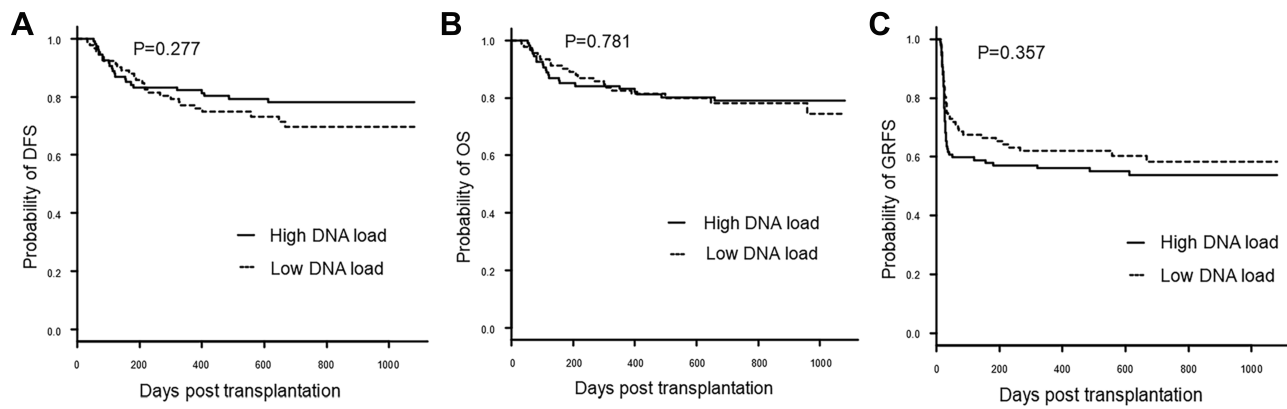 A
P=0.277
1.0
0.8
0.6
0.4
0.2
0.0
Probability of DFS
High DNA load
Low DNA load
0 200 400 600 800 1000
Days post transplantation
B
P=0.781
1.0
0.8
0.6
0.4
0.2
0.0
Probability of OS
High DNA load
Low DNA load
0 200 400 600 800 1000
Days post transplantation
C
P=0.357
1.0
0.8
0.6
0.4
0.2
0.0
Probability of GRFS
High DNA load
Low DNA load
0 200 400 600 800 1000
Days post transplantation